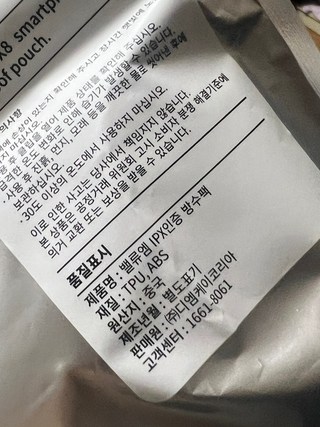 X8 smartph
of pouch.
의사항
사용 후 진흙, 먼지, 모래 등을 깨끗한 물로 씻어낸 후에
보관하십시오.
· 30도 이상의 온도에서 사용하지 마십시오.
이로 인한 사고는 당사에서 책임지지 않습니다.
본 상품은 공정거래 위원회 고시 소비자 분쟁 해결기준에
의거 교환 또는 보상을 받을 수 있습니다.
품질표시
제품명 : 밸류엠 IPX인증 방수팩
재질 : TPU, ABS
원산지 : 중국
제조년월 : 별도표기
판매원 : (주)나엠케이코리아
고객센터 : 1661-8061